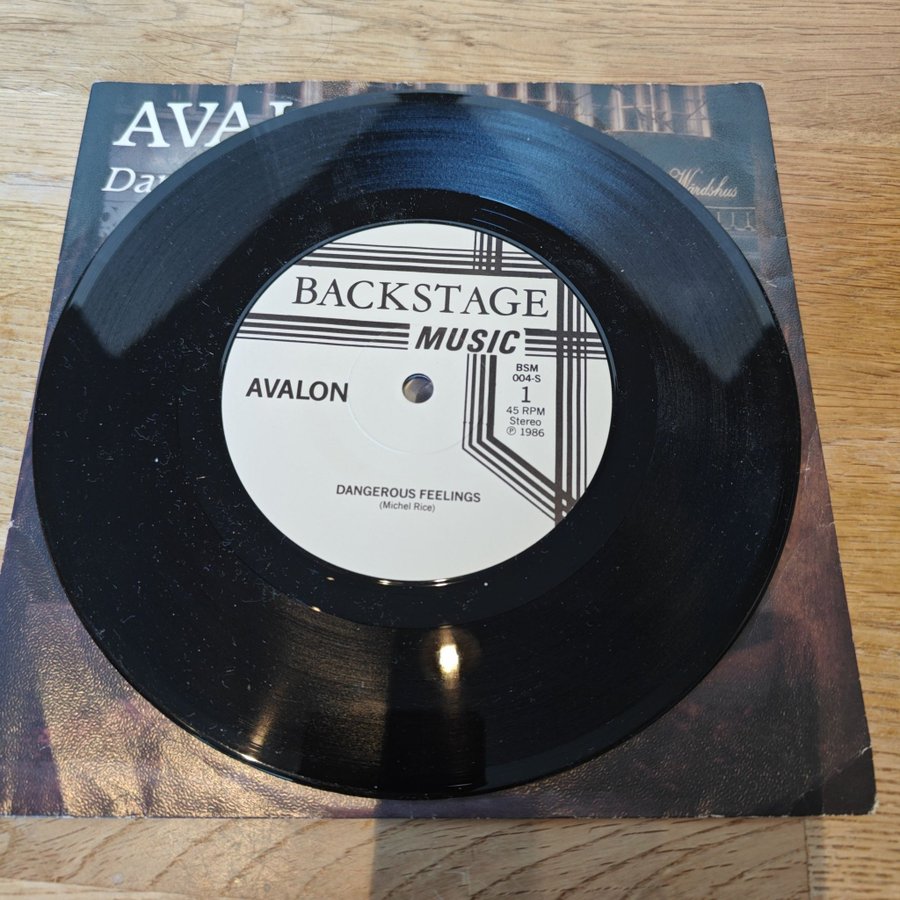 AVAL
Da
Wärdshus
BACKSTAGE
MUSIC
AVALON
BSM
004-S
1
45 RPM
Stereo
℗ 1986
DANGEROUS FEELINGS
(Michel Rice)